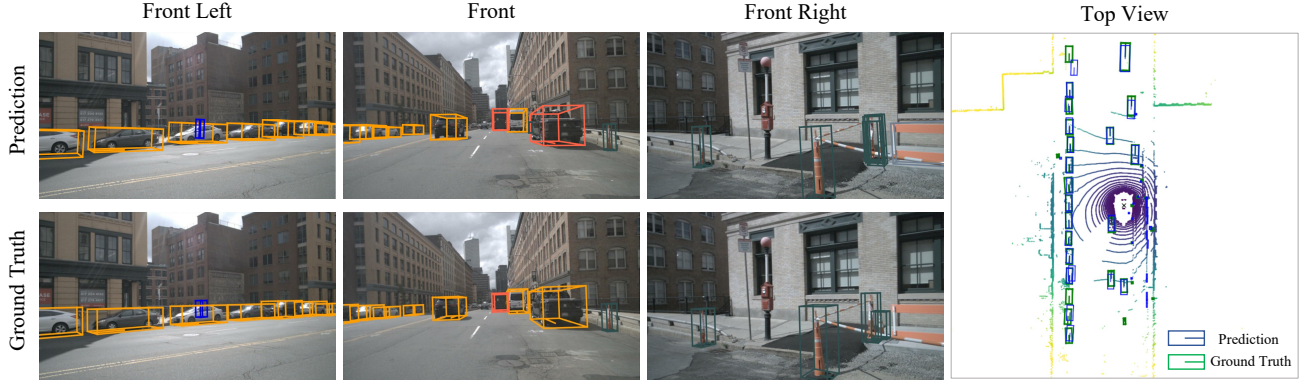 Front Left
Front
Front Right
Top View
Prediction
Ground Truth
Prediction
Ground Truth